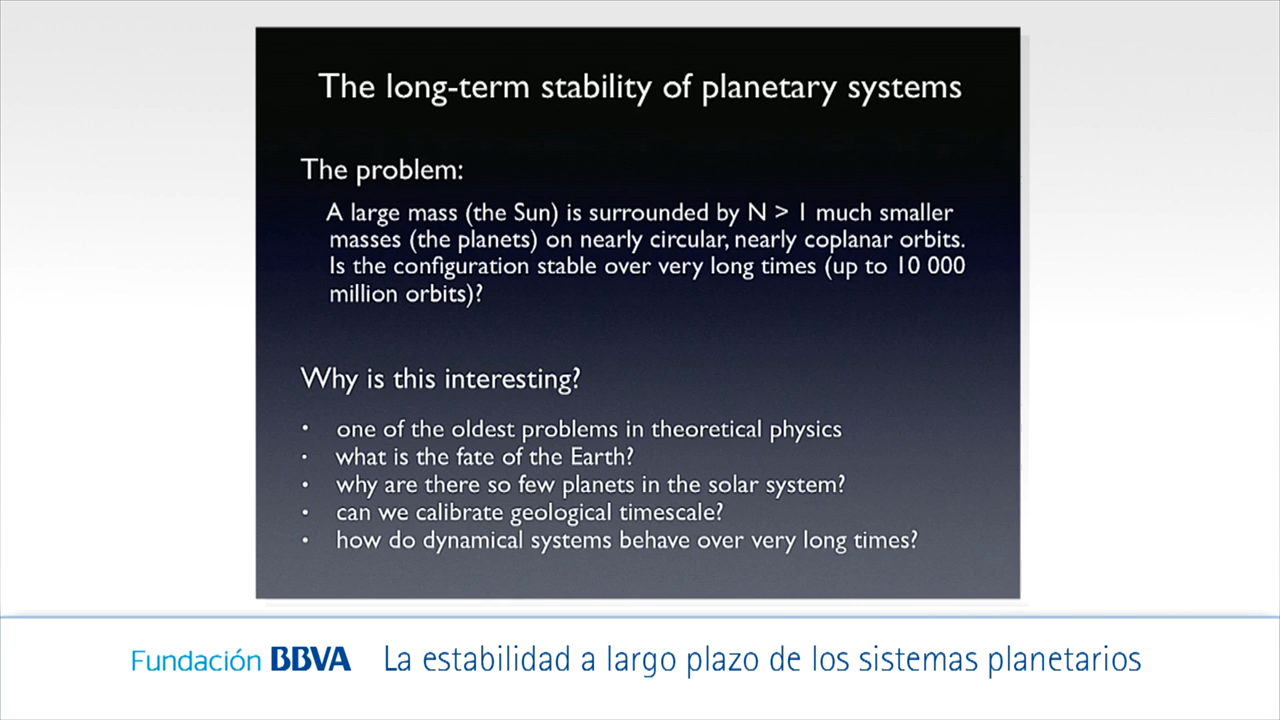 The long-term stability of planetary systems
The problem:
A large mass (the Sun) is surrounded by N > 1 much smaller
masses (the planets) on nearly circular, nearly coplanar orbits.
Is the configuration stable over very long times (up to 10 000
million orbits)?
Why is this interesting?
• one of the oldest problems in theoretical physics
• what is the fate of the Earth?
• why are there so few planets in the solar system?
• can we calibrate geological timescale?
• how do dynamical systems behave over very long times?
Fundación BBVA La estabilidad a largo plazo de los sistemas planetarios